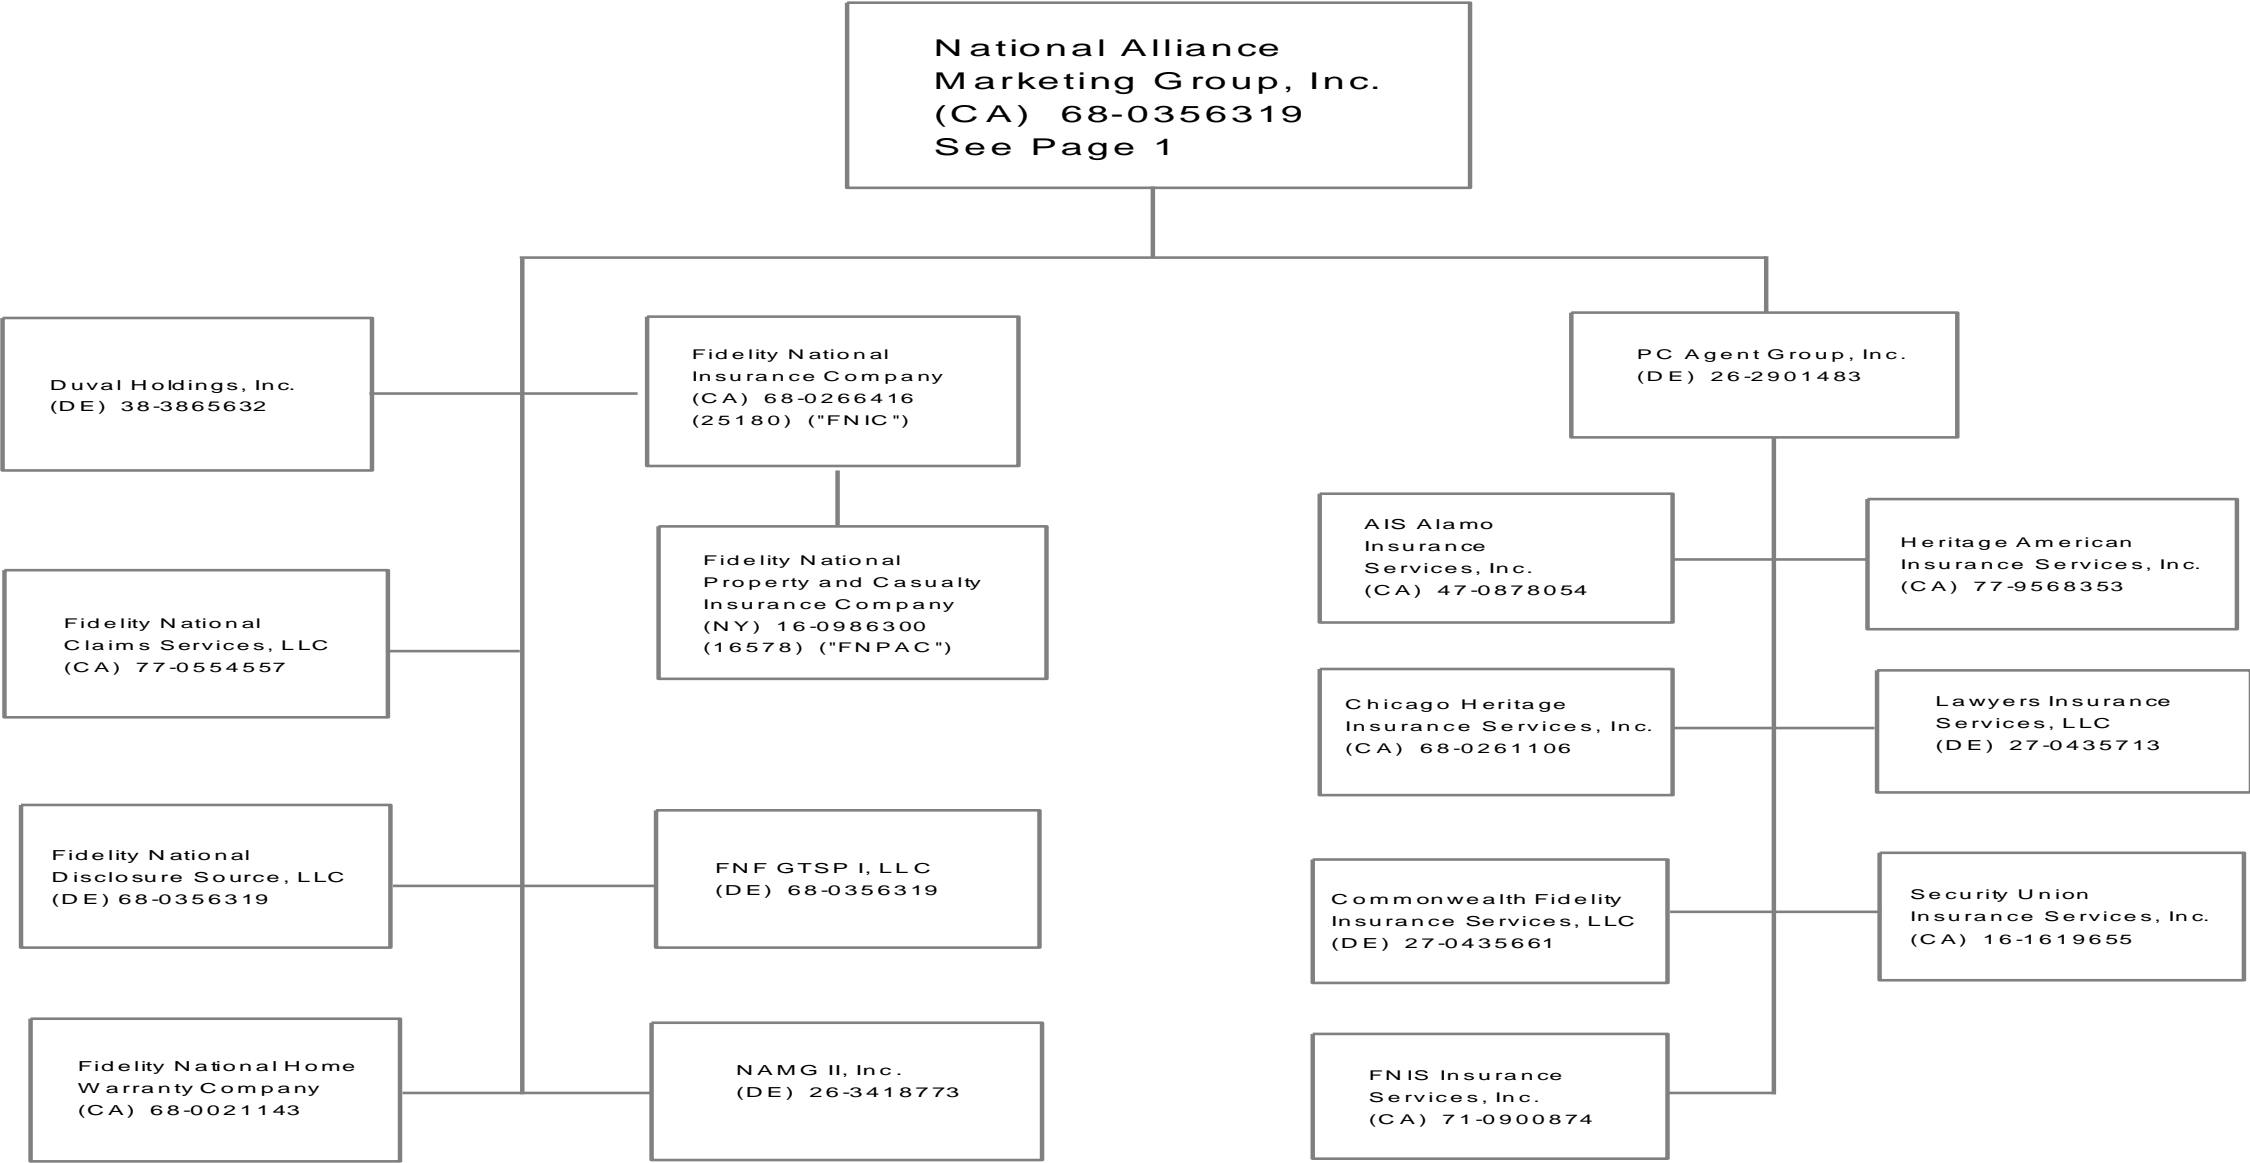 National Alliance
Marketing Group, Inc.
(CA) 68-0356319
See Page 1
Duval Holdings, Inc.
(DE) 38-3865632
Fidelity National
Insurance Company
(CA) 68-0266416
(25180) ("FNIC")
PC Agent Group, Inc.
(DE) 26-2901483
Fidelity National
Property and Casualty
Insurance Company
(NY) 16-0986300
(16578) ("FNPAC")
AIS Alamo
Insurance
Services, Inc.
(CA) 47-0878054
Heritage American
Insurance Services, Inc.
(CA) 77-9568353
Fidelity National
Claims Services, LLC
(CA) 77-0554557
Chicago Heritage
Insurance Services, Inc.
(CA) 68-0261106
Lawyers Insurance
Services, LLC
(DE) 27-0435713
Fidelity National
Disclosure Source, LLC
(DE) 68-0356319
FNF GTSP I, LLC
(DE) 68-0356319
Commonwealth Fidelity
Insurance Services, LLC
(DE) 27-0435661
Security Union
Insurance Services, Inc.
(CA) 16-1619655
Fidelity National Home
Warranty Company
(CA) 68-0021143
NAMG II, Inc.
(DE) 26-3418773
FNIS Insurance
Services, Inc.
(CA) 71-0900874